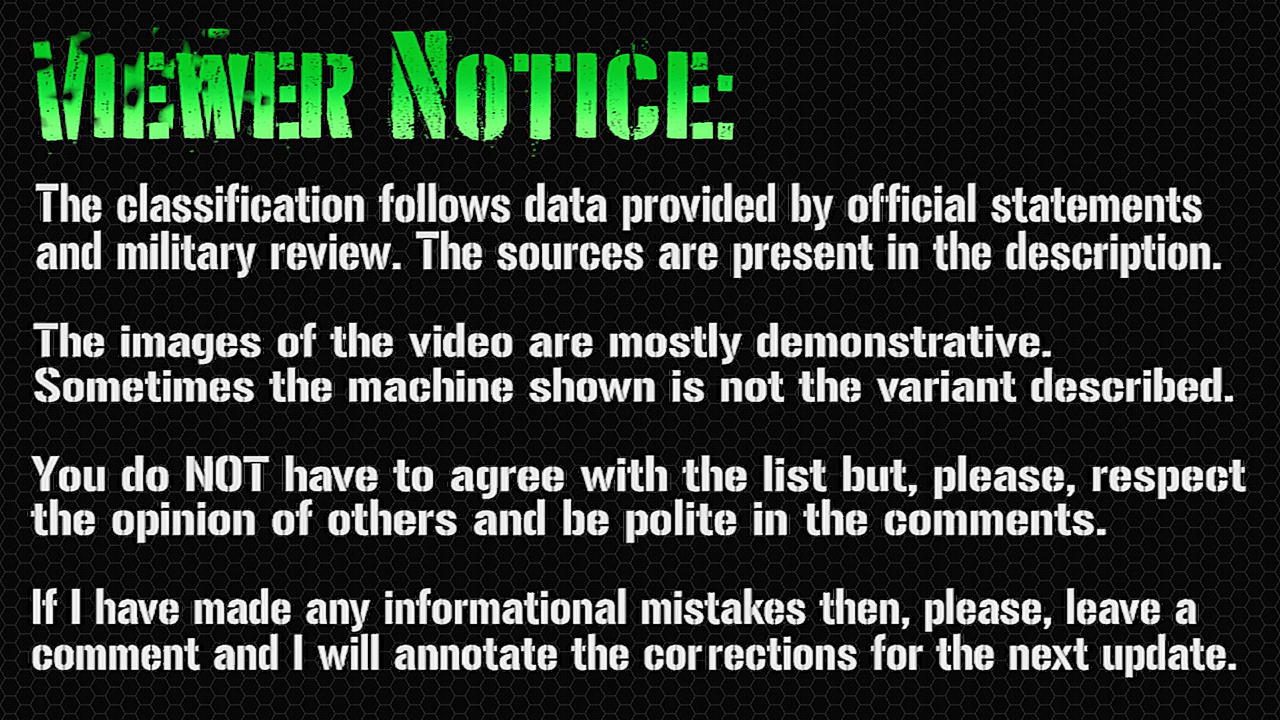 Viewer Notice:
The classification follows data provided by official statements
and military review. The sources are present in the description.
The images of the video are mostly demonstrative.
Sometimes the machine shown is not the variant described.
You do NOT have to agree with the list but, please, respect
the opinion of others and be polite in the comments.
If I have made any informational mistakes then, please, leave a
comment and I will annotate the corrections for the next update.